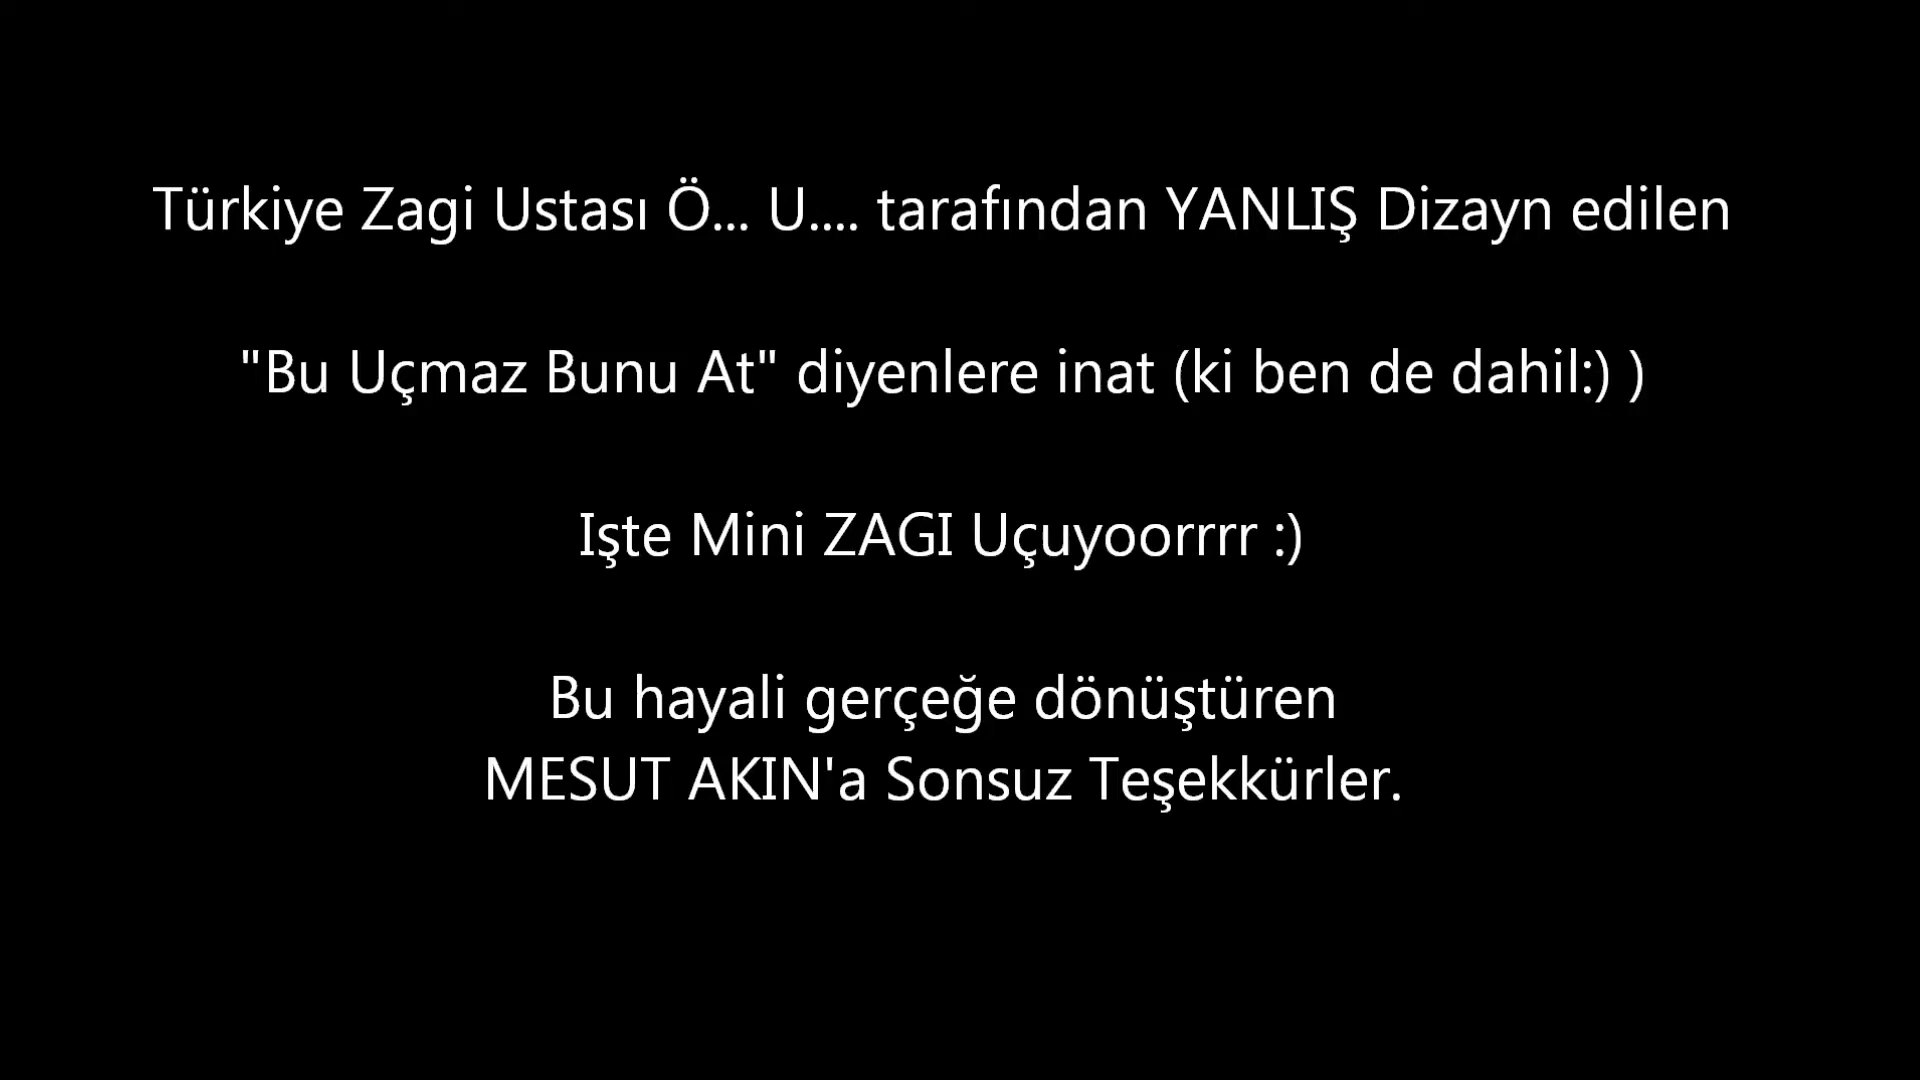 Türkiye Zagi Ustası Ö... U.... tarafından YANLIŞ Dizayn edilen
"Bu Uçmaz Bunu At" diyenlere inat (ki ben de dahil:) )
Işte Mini ZAGI Uçuyoorrrr :)
Bu hayali gerçeğe dönüştüren
MESUT AKIN'a Sonsuz Teşekkürler.